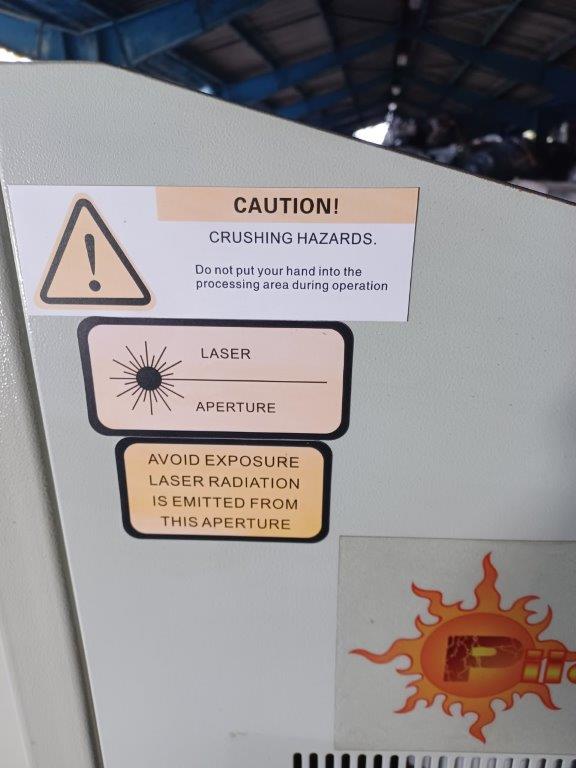 CAUTION!
CRUSHING HAZARDS.
Do not put your hand into the
processing area during operation
LASER
APERTURE
AVOID EXPOSURE
LASER RADIATION
IS EMITTED FROM
THIS APERTURE